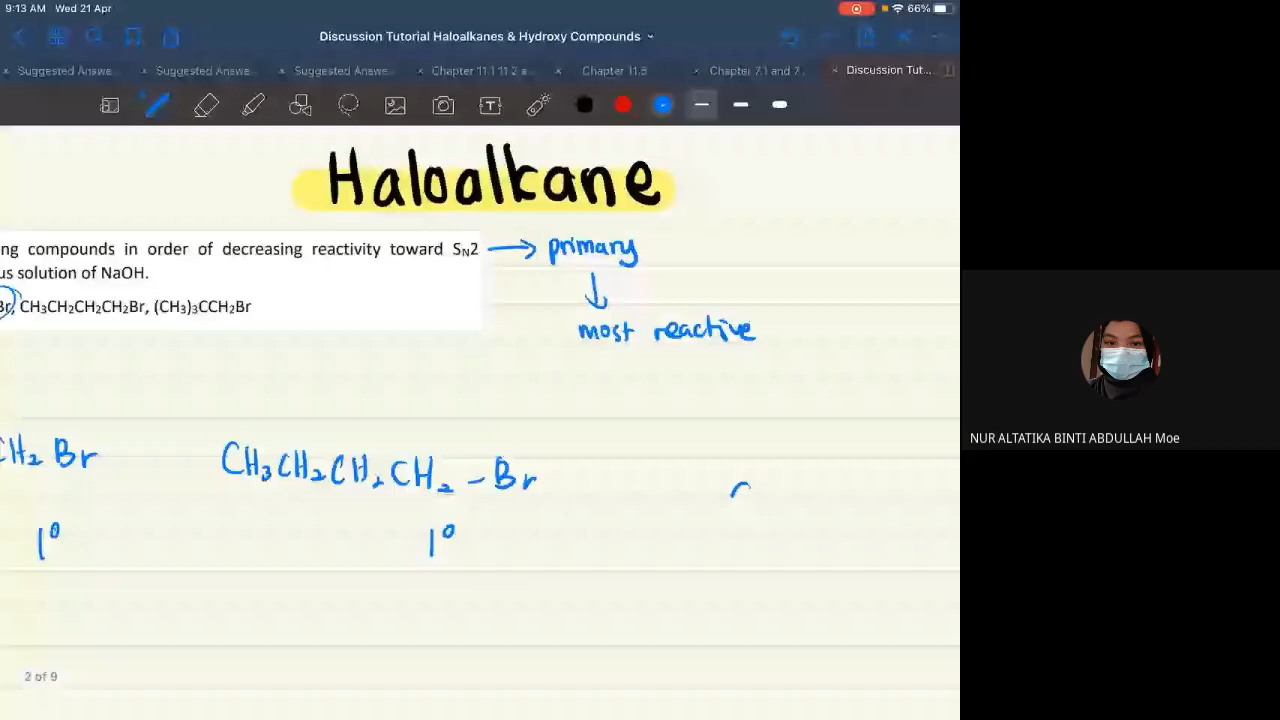 9:13 AM Wed 21 Apr
66%
Discussion Tutorial Haloalkanes & Hydroxy Compounds
Suggested Answe... Suggested Answe... Suggested Answe... Chapter 11.1 11.2 a... Chapter 11.5 Chapter 7.1 and 7. Discussion Tut...
Haloalkane
ng compounds in order of decreasing reactivity toward SN2 → primary
us solution of NaOH. ↓
Br, CH3CH2CH2CH2Br, (CH3)3CCH2Br
most reactive
CH2 Br CH3CH2CH2CH2-Br
1° 1°
NUR ALTATIKA BINTI ABDULLAH Moe
2 of 9